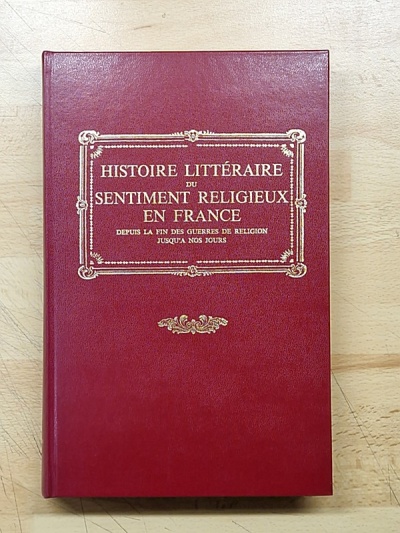 HISTOIRE LITTÉRAIRE
DU
SENTIMENT RELIGIEUX
EN FRANCE
DEPUIS LA FIN DES GUERRES DE RELIGION
JUSQU'A NOS JOURS